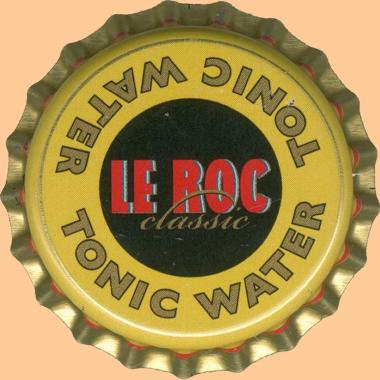 LE ROC
classic
TONIC WATER
TONIC WATER